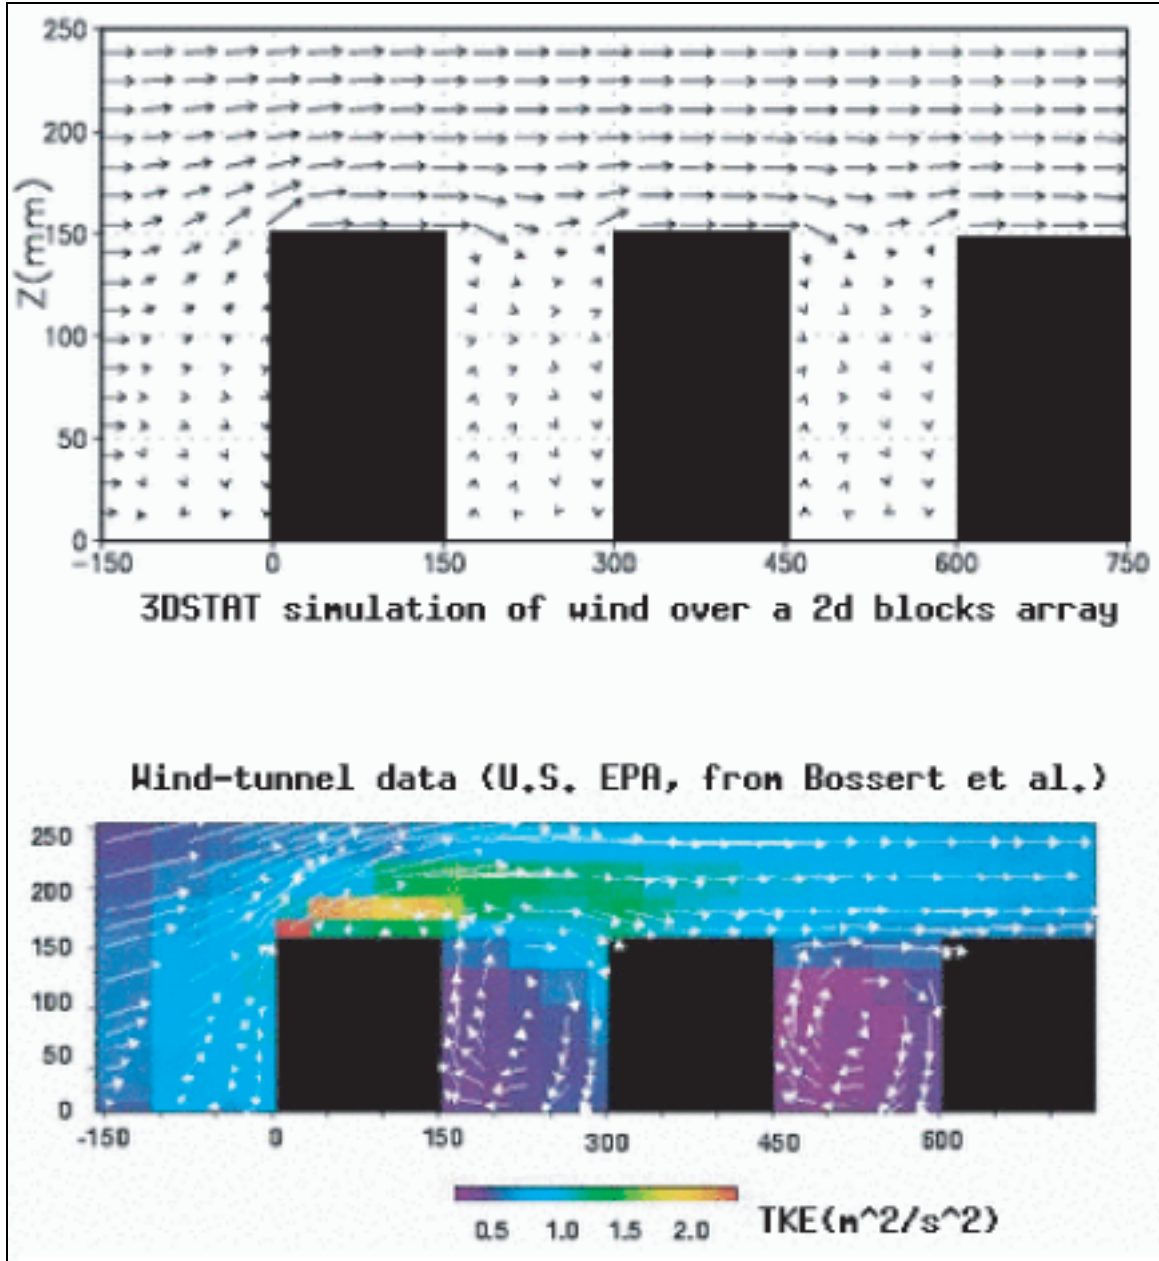 250
200
Z(mm)
150
100
50
0
-150 0 150 300 450 600 750
3DSTAT simulation of wind over a 2d blocks array
Wind-tunnel data (U.S. EPA, from Bossert et al.)
250
200
150
100
50
0
-150 0 150 300 450 600
0.5 1.0 1.5 2.0
TKE(m^2/s^2)